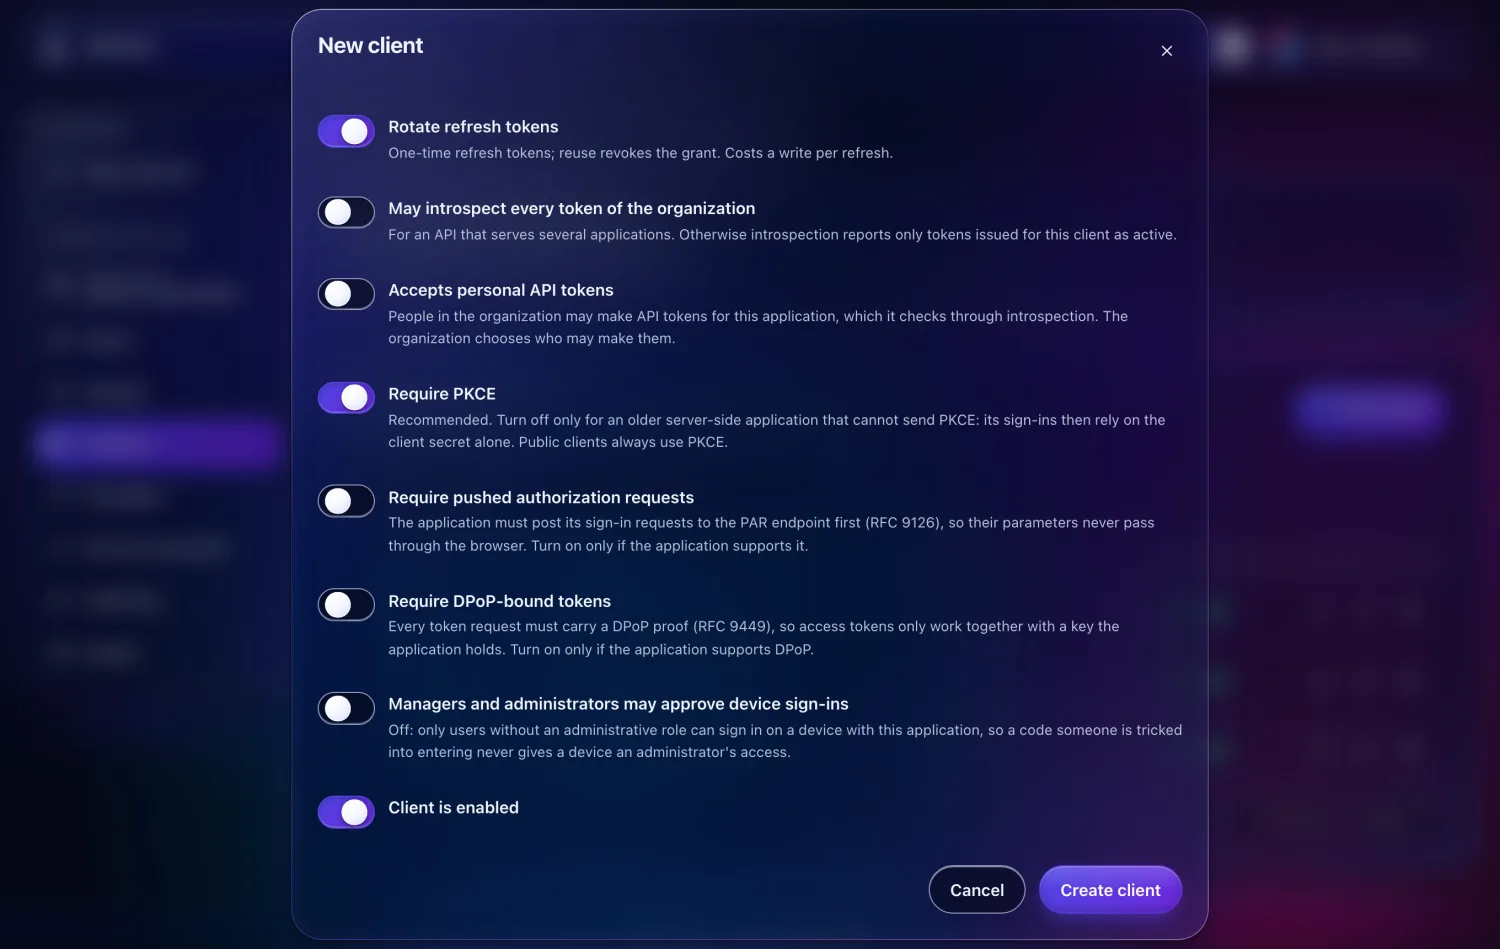 New client
Rotate refresh tokens
One-time refresh tokens; reuse revokes the grant. Costs a write per refresh.
May introspect every token of the organization
For an API that serves several applications. Otherwise introspection reports only tokens issued for this client as active.
Accepts personal API tokens
People in the organization may make API tokens for this application, which it checks through introspection. The
organization chooses who may make them.
Require PKCE
Recommended. Turn off only for an older server-side application that cannot send PKCE: its sign-ins then rely on the
client secret alone. Public clients always use PKCE.
Require pushed authorization requests
The application must post its sign-in requests to the PAR endpoint first (RFC 9126), so their parameters never pass
through the browser. Turn on only if the application supports it.
Require DPoP-bound tokens
Every token request must carry a DPoP proof (RFC 9449), so access tokens only work together with a key the
application holds. Turn on only if the application supports DPoP.
Managers and administrators may approve device sign-ins
Off: only users without an administrative role can sign in on a device with this application, so a code someone is tricked
into entering never gives a device an administrator's access.
Client is enabled
Cancel
Create client